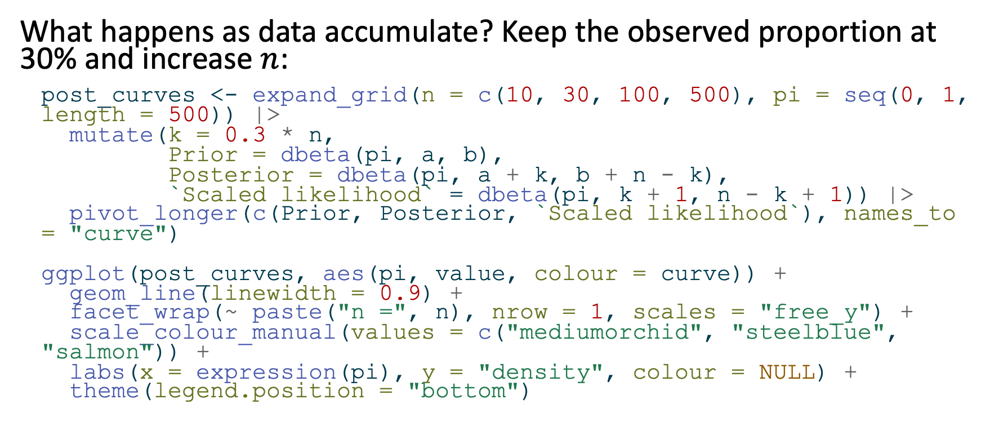 What happens as data accumulate? Keep the observed proportion at
30% and increase n:
post_curves <- expand_grid(n = c(10, 30, 100, 500), pi = seq(0, 1,
length = 500)) |>
  mutate(k = 0.3 * n,
         Prior = dbeta(pi, a, b),
         Posterior = dbeta(pi, a + k, b + n - k),
         `Scaled likelihood` = dbeta(pi, k + 1, n - k + 1)) |>
  pivot_longer(c(Prior, Posterior, `Scaled likelihood`), names_to
= "curve")

ggplot(post_curves, aes(pi, value, colour = curve)) +
  geom_line(linewidth = 0.9) +
  facet_wrap(~ paste("n =", n), nrow = 1, scales = "free_y") +
  scale_colour_manual(values = c("mediumorchid", "steelblue",
"salmon")) +
  labs(x = expression(pi), y = "density", colour = NULL) +
  theme(legend.position = "bottom")